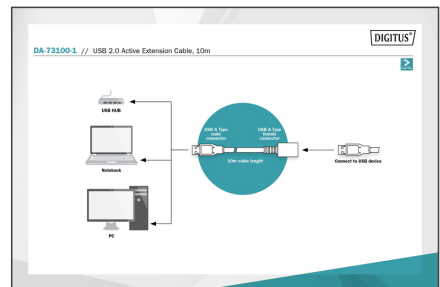 DIGITUS®
DA-73100-1 // USB 2.0 Active Extension Cable, 10m
USB HUB
USB A Type
male
connector
USB A Type
female
connector
10m cable length
Notebook
Connect to USB device
PC